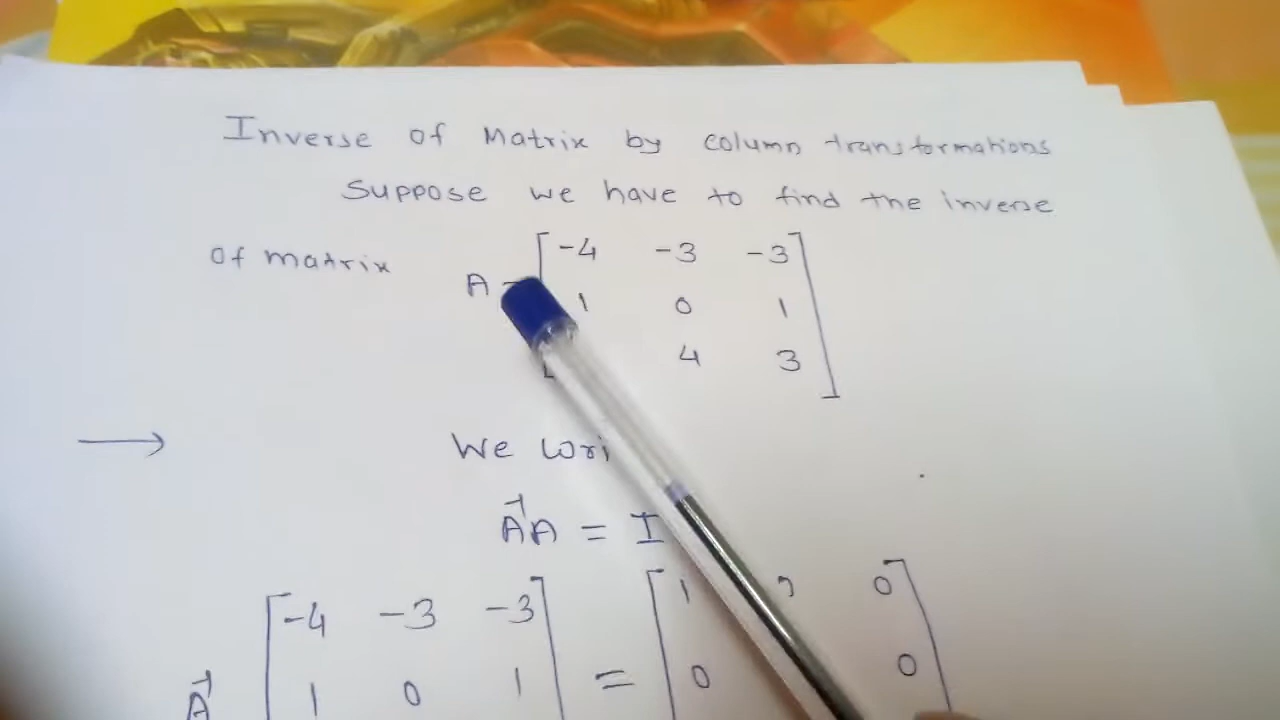 Inverse of Matrix by column transformations
Suppose we have to find the inverse
of matrix A
-4 -3 -3
1 0 1
4 3
We
A⁻¹A = I
-4 -3 -3 = 1 0
A⁻¹ 1 0 1 = 0 0